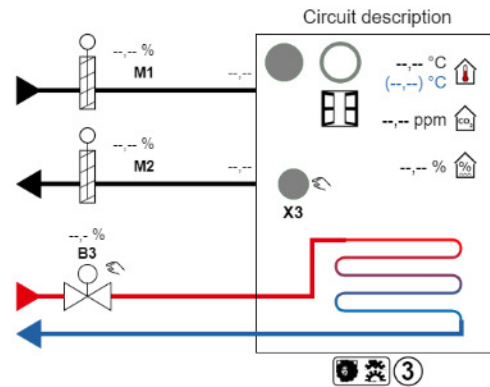 Circuit description
--,-- %
M1
--,--
--,-- °C
(--,--) °C
--,-- ppm
CO₂
--,-- %
M2
--,--
--,-- %
%
X3
--,- %
B3
3